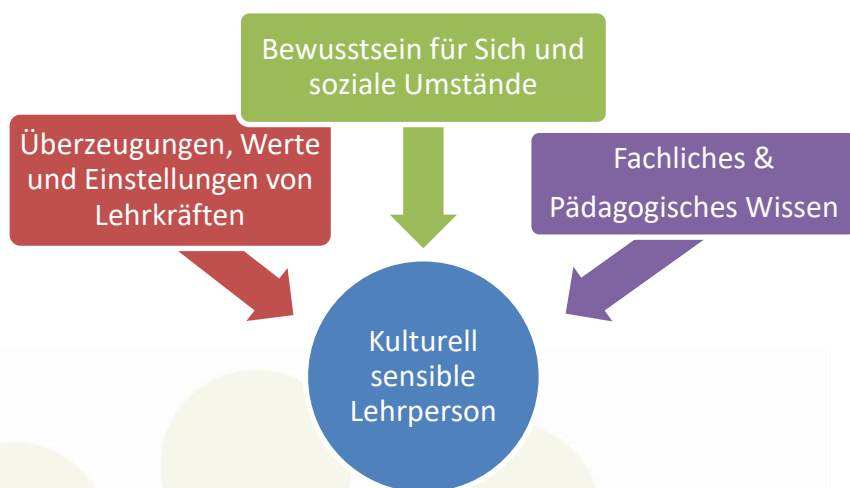 Bewusstsein für Sich und
soziale Umstände
Überzeugungen, Werte
und Einstellungen von
Lehrkräften
Fachliches &
Pädagogisches Wissen
Kulturell
sensible
Lehrperson